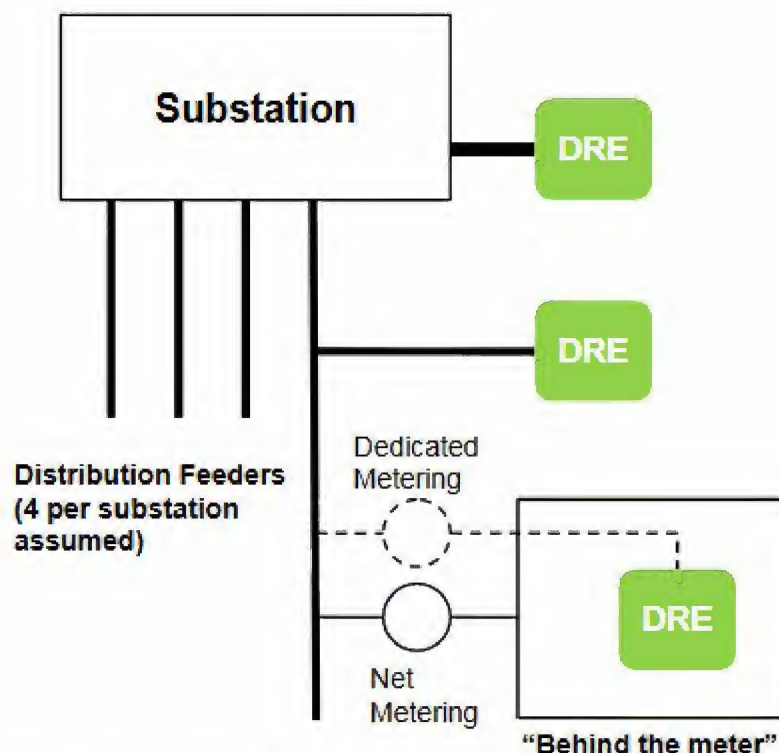 Substation
DRE
DRE
Distribution Feeders
(4 per substation
assumed)
Dedicated
Metering
DRE
Net
Metering
“Behind the meter”